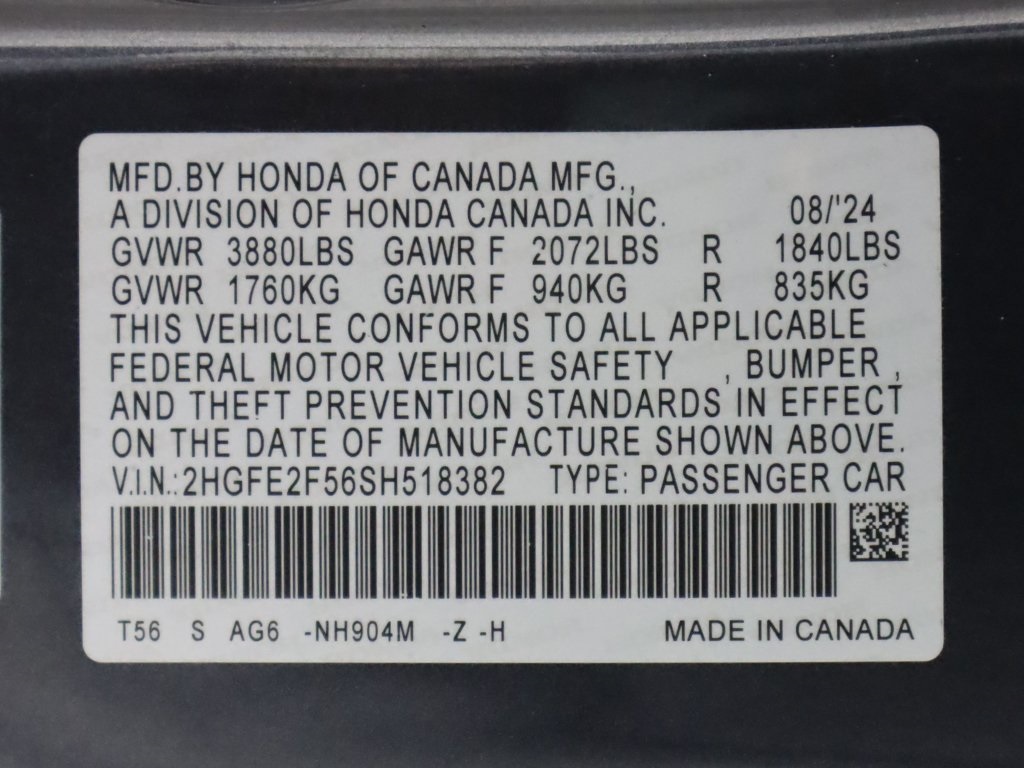 MFD.BY HONDA OF CANADA MFG.,
A DIVISION OF HONDA CANADA INC. 08/'24
GVWR 3880LBS GAWR F 2072LBS R 1840LBS
GVWR 1760KG GAWR F 940KG R 835KG
THIS VEHICLE CONFORMS TO ALL APPLICABLE
FEDERAL MOTOR VEHICLE SAFETY , BUMPER ,
AND THEFT PREVENTION STANDARDS IN EFFECT
ON THE DATE OF MANUFACTURE SHOWN ABOVE.
V.I.N.: 2HGFE2F56SH518382 TYPE: PASSENGER CAR
T56 S AG6 -NH904M -Z -H MADE IN CANADA